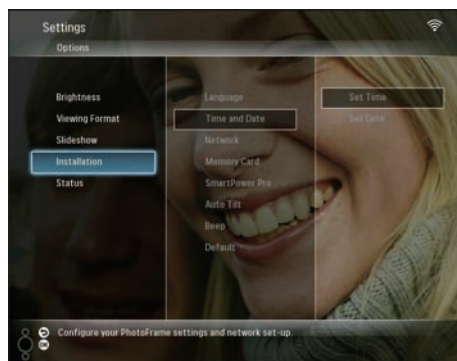 Settings
Options
Brightness
Viewing Format
Slideshow
Installation
Status
Language
Time and Date
Network
Memory Card
SmartPower Pro
Auto Tilt
Beep
Default
Set Time
Set Date
OK
Configure your PhotoFrame settings and network set-up.